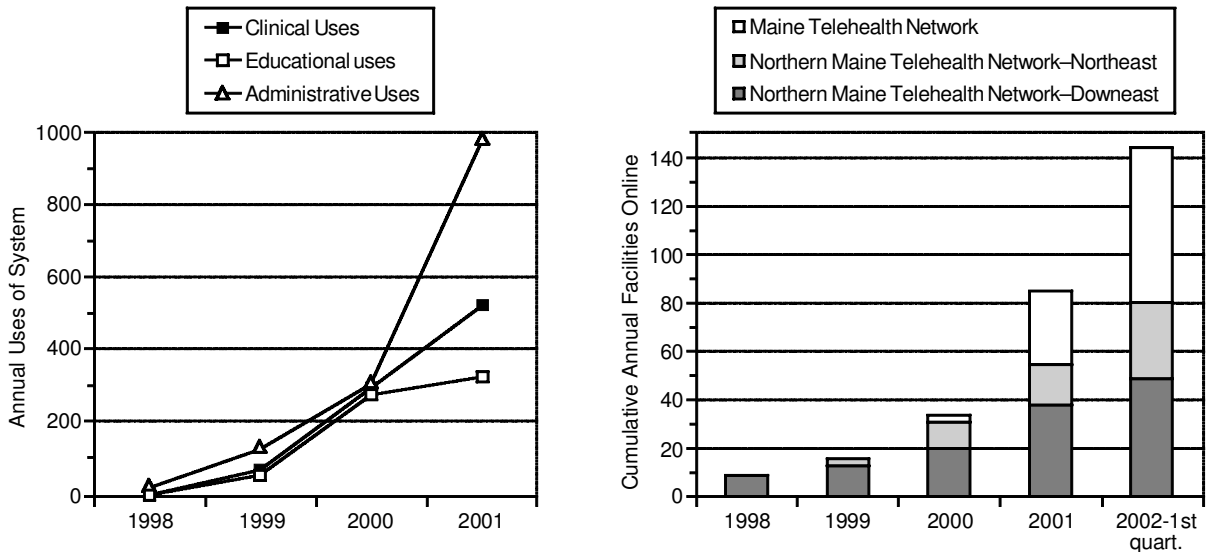 Clinical Uses
Educational uses
Administrative Uses
1000
800
600
400
200
0
Annual Uses of System
1998
1999
2000
2001
Maine Telehealth Network
Northern Maine Telehealth Network–Northeast
Northern Maine Telehealth Network–Downeast
140
120
100
80
60
40
20
0
Cumulative Annual Facilities Online
1998
1999
2000
2001
2002-1st
quart.